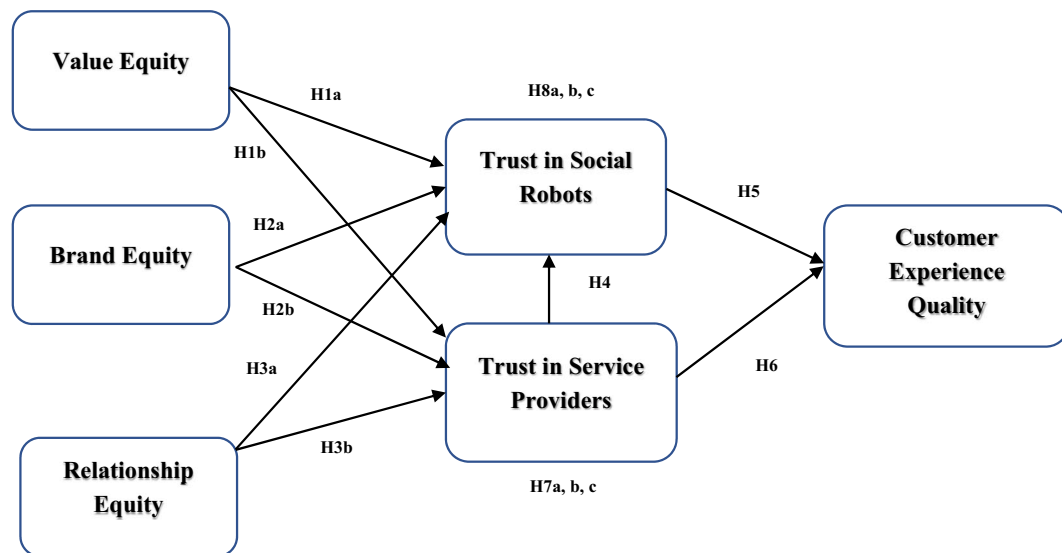 Value Equity
H1a
H8a, b, c
H1b
Trust in Social
Robots
H5
H2a
Brand Equity
Customer
Experience
Quality
H4
H2b
H3a
Trust in Service
Providers
H6
H3b
Relationship
Equity
H7a, b, c